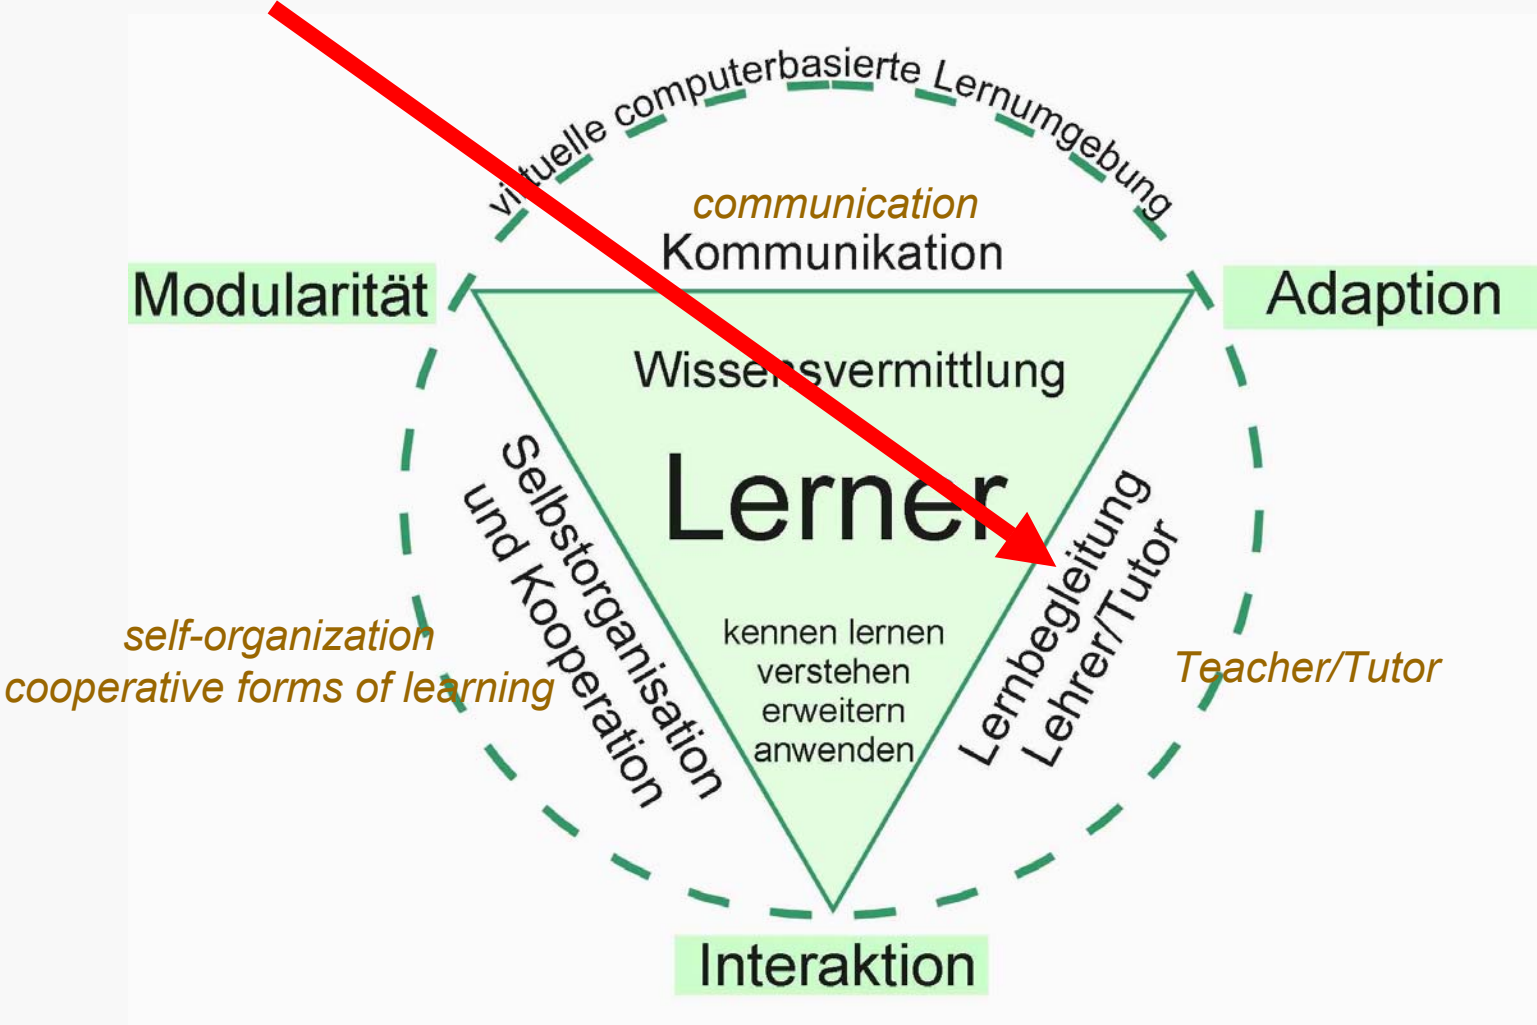 virtuelle computerbasierte Lernumgebung
communication
Kommunikation
Modularität
Adaption
Wissensvermittlung
Lerner
Selbstorganisation
und Kooperation
Lernbegleitung
Lehrer/Tutor
kennen lernen
verstehen
erweitern
anwenden
self-organization
cooperative forms of learning
Teacher/Tutor
Interaktion